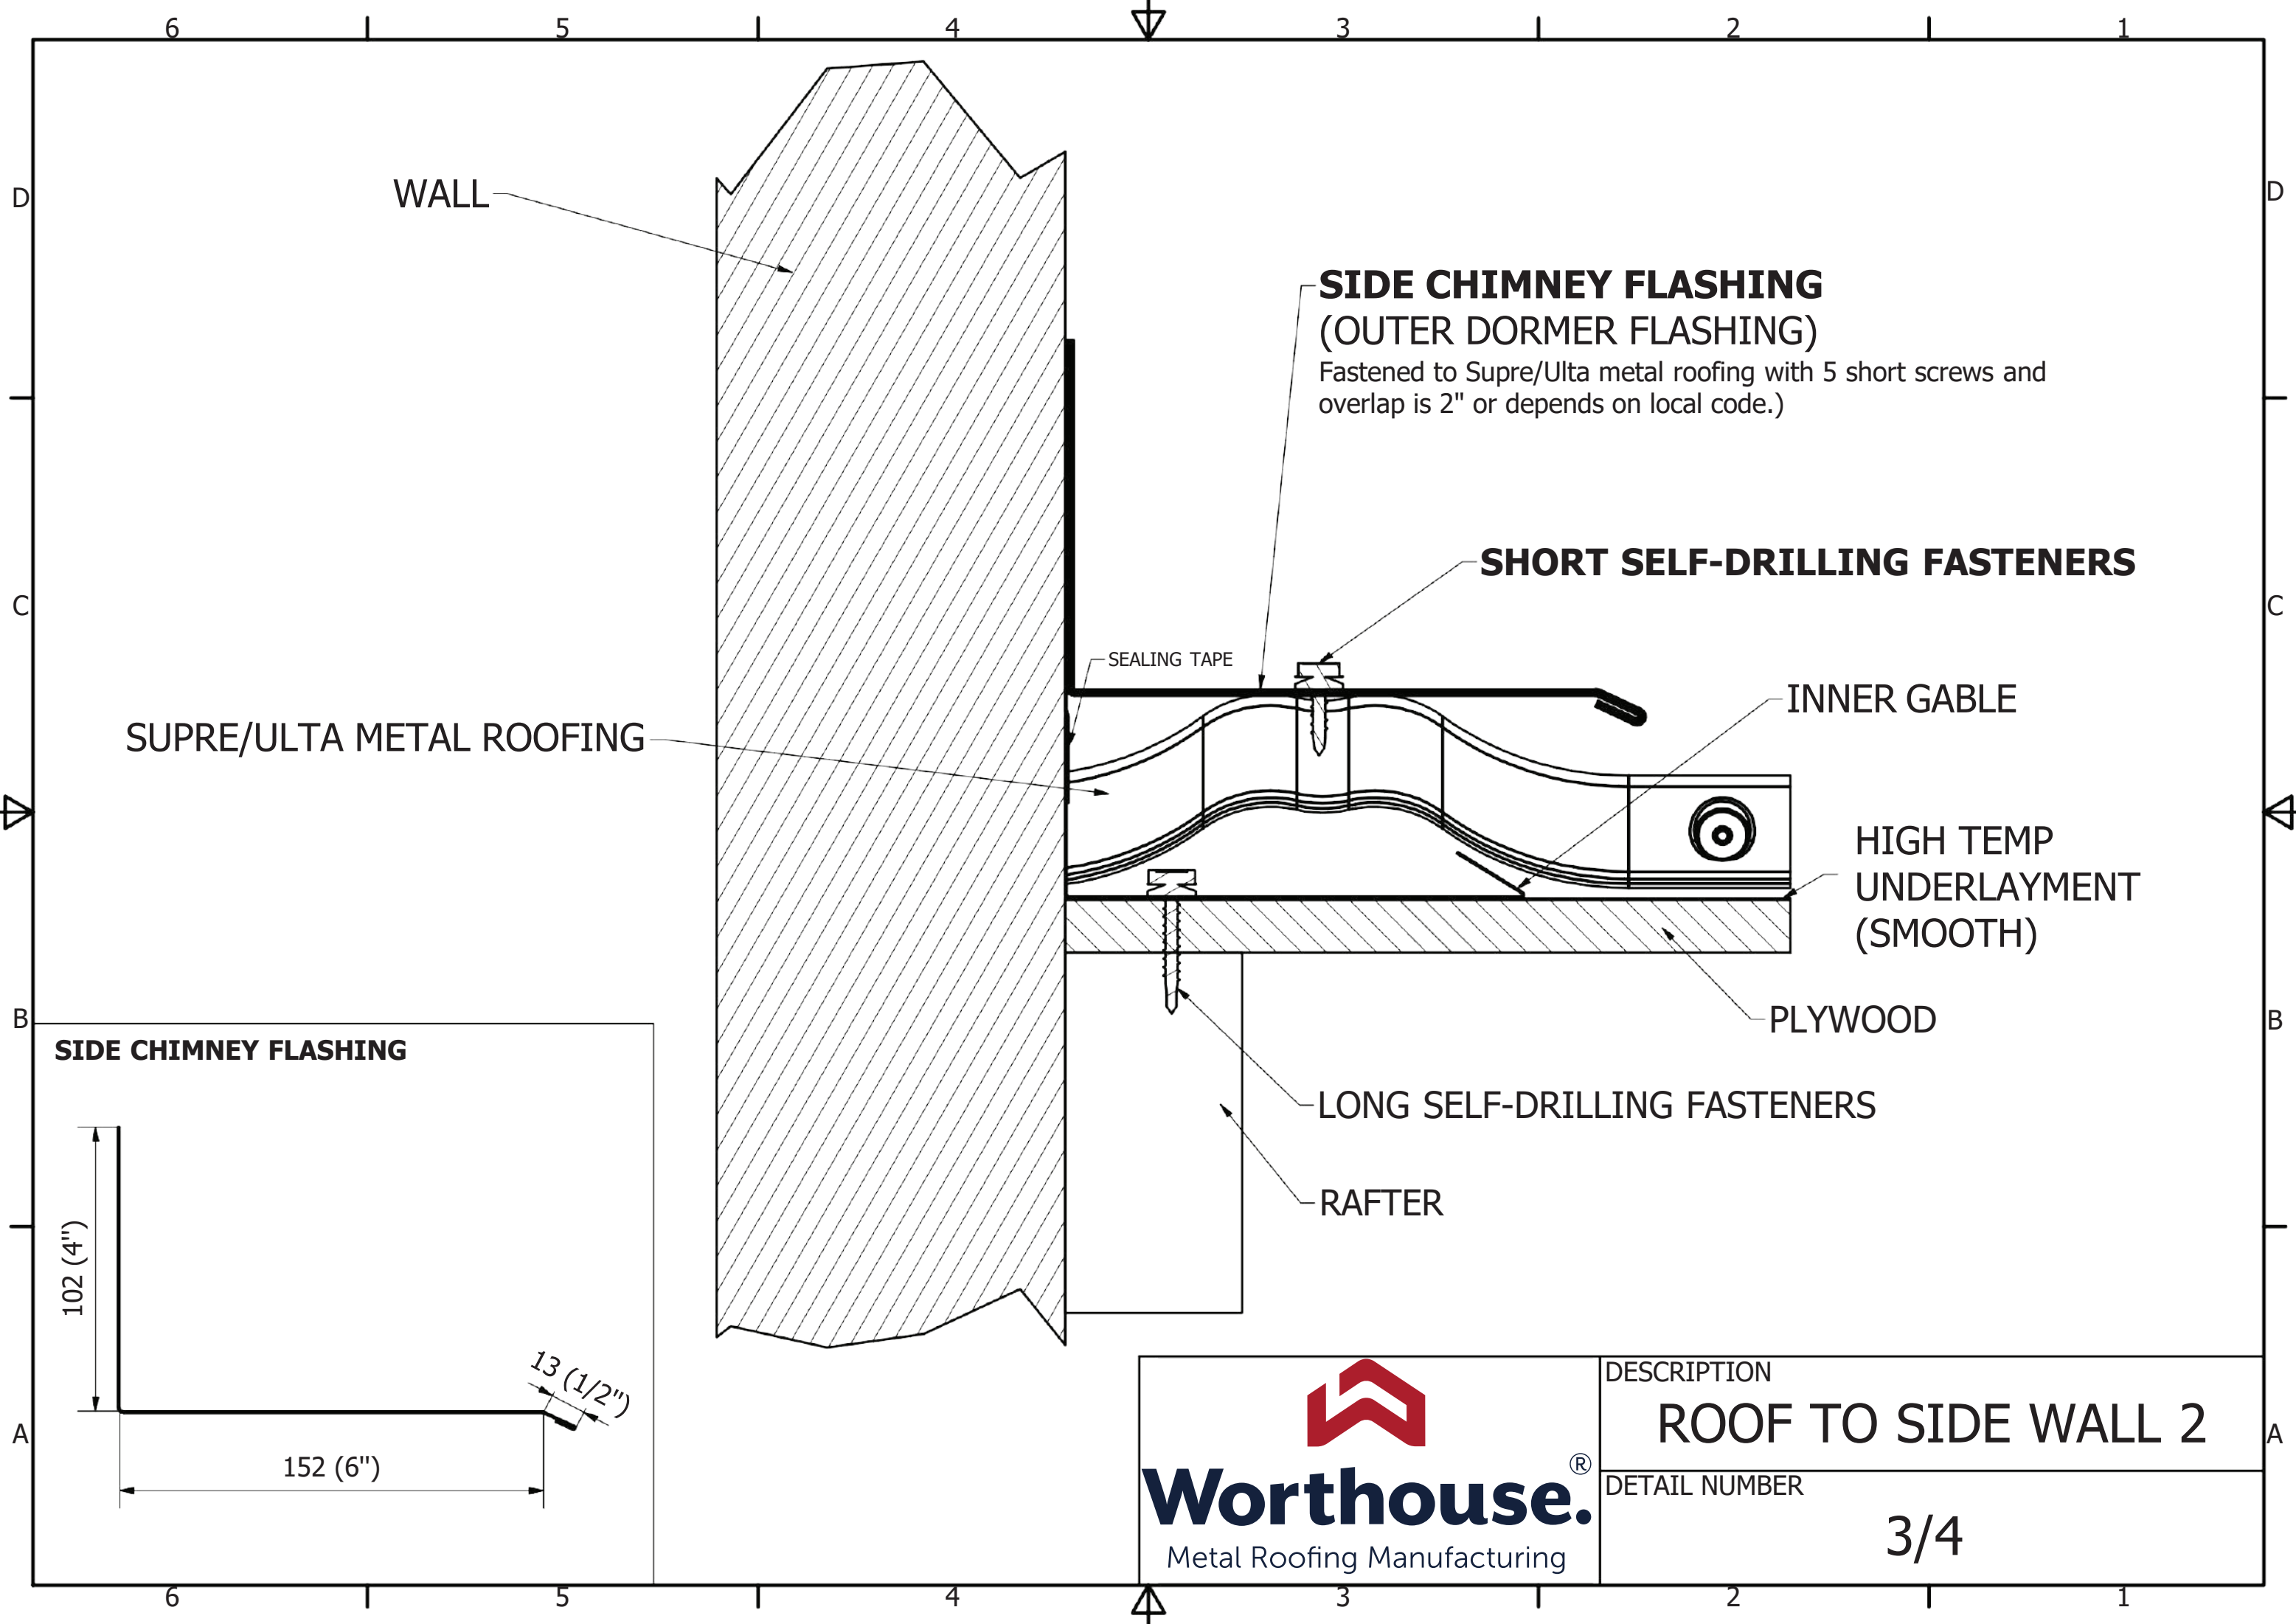 6 5 4 3 2 1
D D
WALL
SIDE CHIMNEY FLASHING
(OUTER DORMER FLASHING)
Fastened to Supre/Ulta metal roofing with 5 short screws and
overlap is 2" or depends on local code.)
SHORT SELF-DRILLING FASTENERS
C C
SEALING TAPE
INNER GABLE
SUPRE/ULTA METAL ROOFING
HIGH TEMP
UNDERLAYMENT
(SMOOTH)
PLYWOOD
B B
SIDE CHIMNEY FLASHING
LONG SELF-DRILLING FASTENERS
RAFTER
102 (4")
13 (1/2")
152 (6")
A A
Worthouse.®
Metal Roofing Manufacturing
DESCRIPTION
ROOF TO SIDE WALL 2
DETAIL NUMBER
3/4
6 5 4 3 2 1